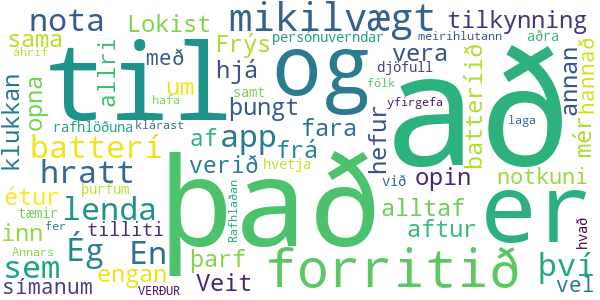 nota
mikilvægt
tilkynning
Lokist
persónuverndar
meirihlutann
aðra
sama
Frýs
vera
djöfull
áhrif
allri
með
hjá
fólk
yfirgefa
annan
hannað
opna
hafa
um
þungt
batteríið
mér
klukkan
til
og
að
rafhlöðuna
klárast
samt
af
app
fara
hefur
laga
batterí
verið
frá
hratt
hvetja
við
opin
notkuni
étur
þurfum
Rafhlaðan
það
er
tæmir
lenda
alltaf
hvað
inn
fer
tilliti
aftur
Ég
En
þarf
forritið
því
Annars
sem
engan
vel
símanum
VERÐUR
Veit